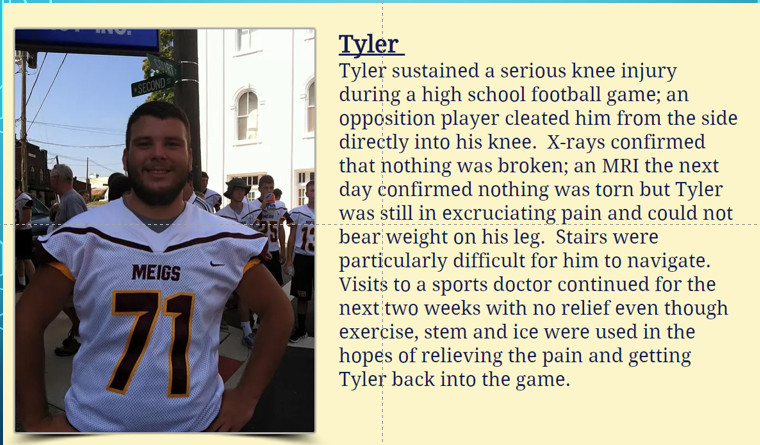 INC.
W SECOND ST
Tyler
Tyler sustained a serious knee injury
during a high school football game; an
opposition player cleated him from the side
directly into his knee.  X-rays confirmed
that nothing was broken; an MRI the next
day confirmed nothing was torn but Tyler
was still in excruciating pain and could not
bear weight on his leg.  Stairs were
particularly difficult for him to navigate.
Visits to a sports doctor continued for the
next two weeks with no relief even though
exercise, stem and ice were used in the
hopes of relieving the pain and getting
Tyler back into the game.
MEIGS
71